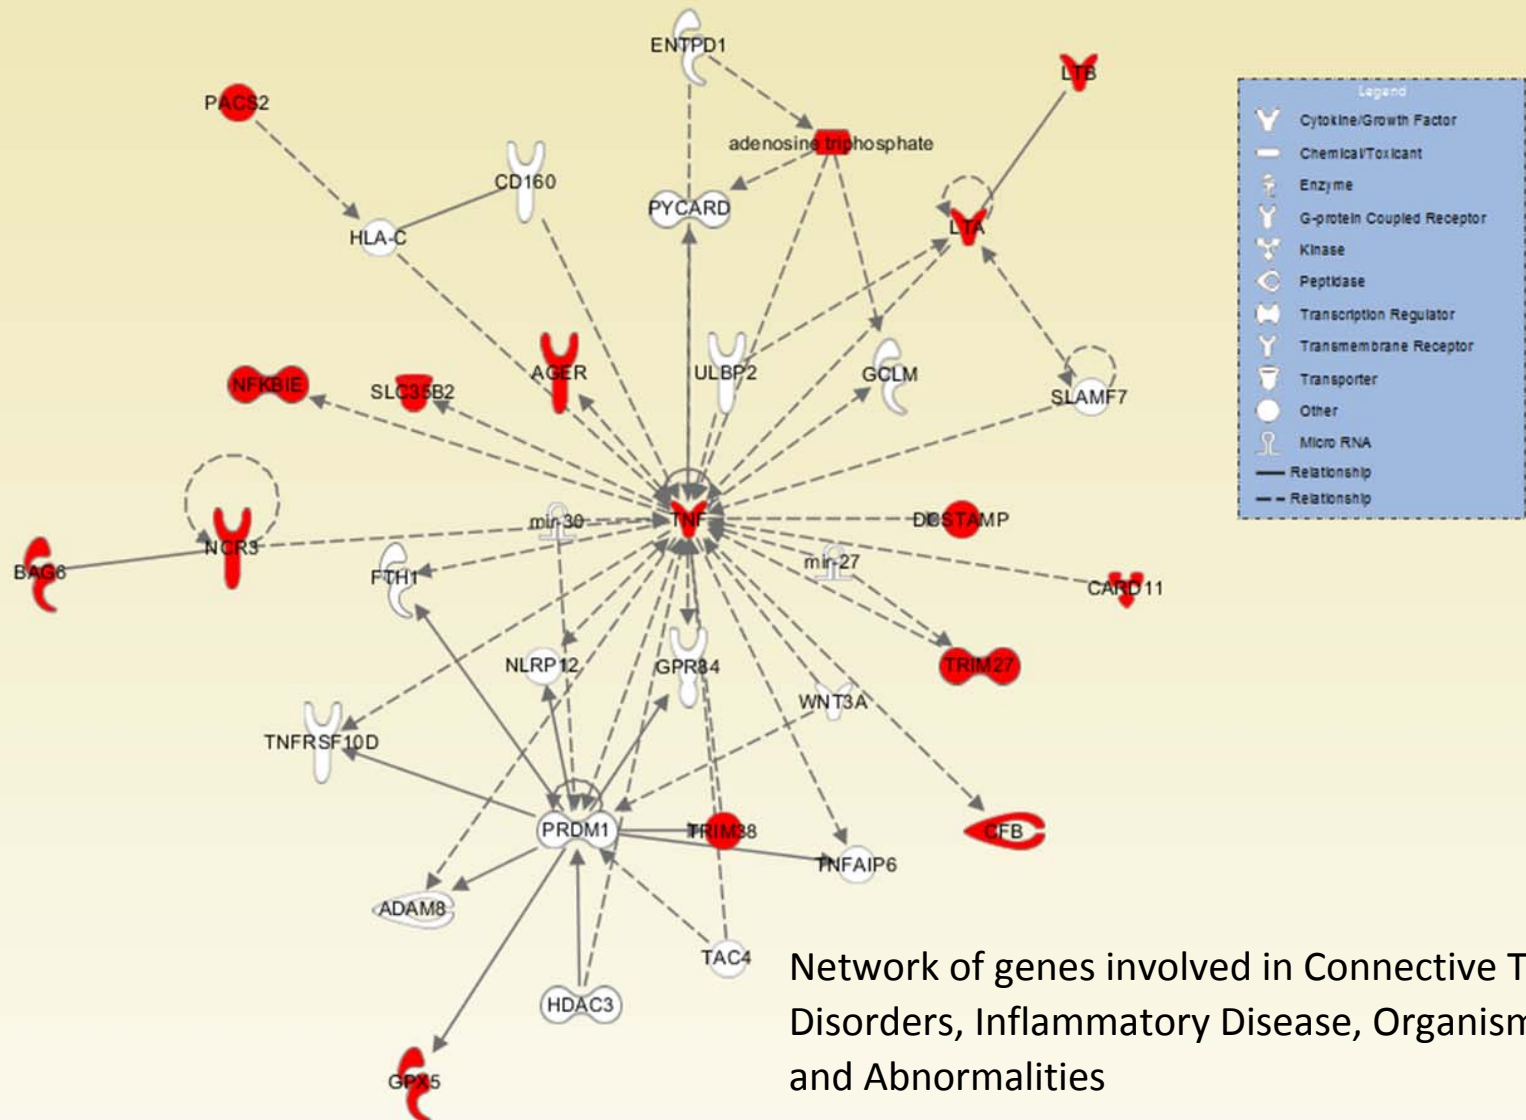 ENTPD1
LTB
PACS2
adenosine triphosphate
CD160
PYCARD
HLA-C
LTA
NFKBIE
SLC35B2
AGER
ULBP2
GCLM
SLAMF7
TNF
mir-30
DCSTAMP
NCR3
BAG6
FTH1
mir-27
CARD11
NLRP12
GPR84
TRIM27
WNT3A
TNFRSF10D
PRDM1
TRIM38
CFB
TNFAIP6
ADAM8
TAC4
HDAC3
GPX5
Legend
Cytokine/Growth Factor
Chemical/Toxicant
Enzyme
G-protein Coupled Receptor
Kinase
Peptidase
Transcription Regulator
Transmembrane Receptor
Transporter
Other
Micro RNA
Relationship
Relationship
Network of genes involved in Connective T
Disorders, Inflammatory Disease, Organism
and Abnormalities